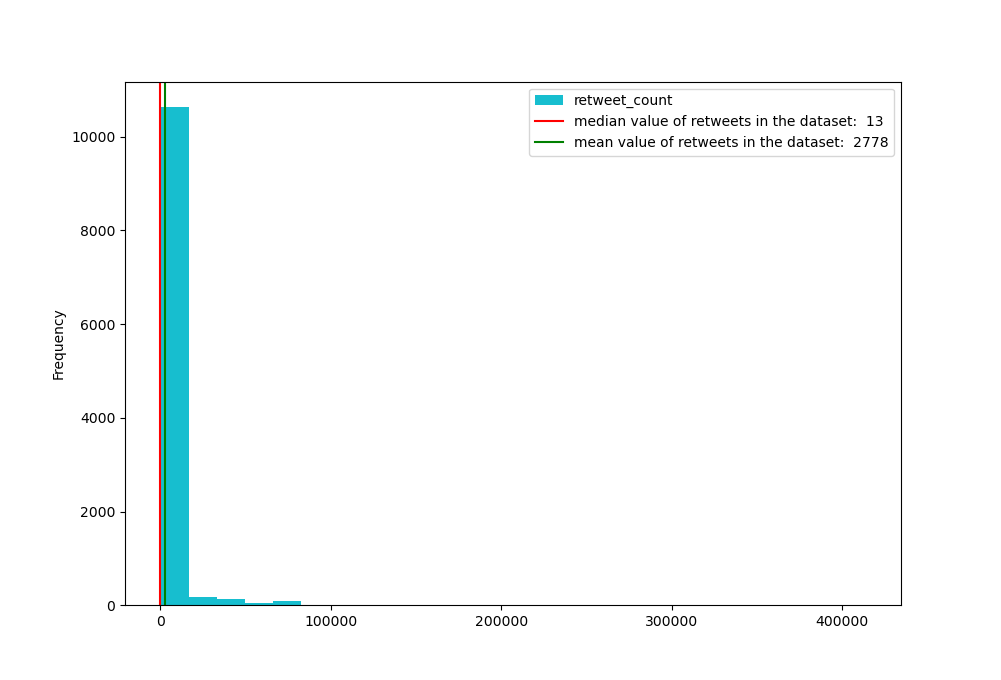 retweet_count
median value of retweets in the dataset:  13
mean value of retweets in the dataset:  2778
10000
8000
6000
4000
2000
0
Frequency
0 100000 200000 300000 400000